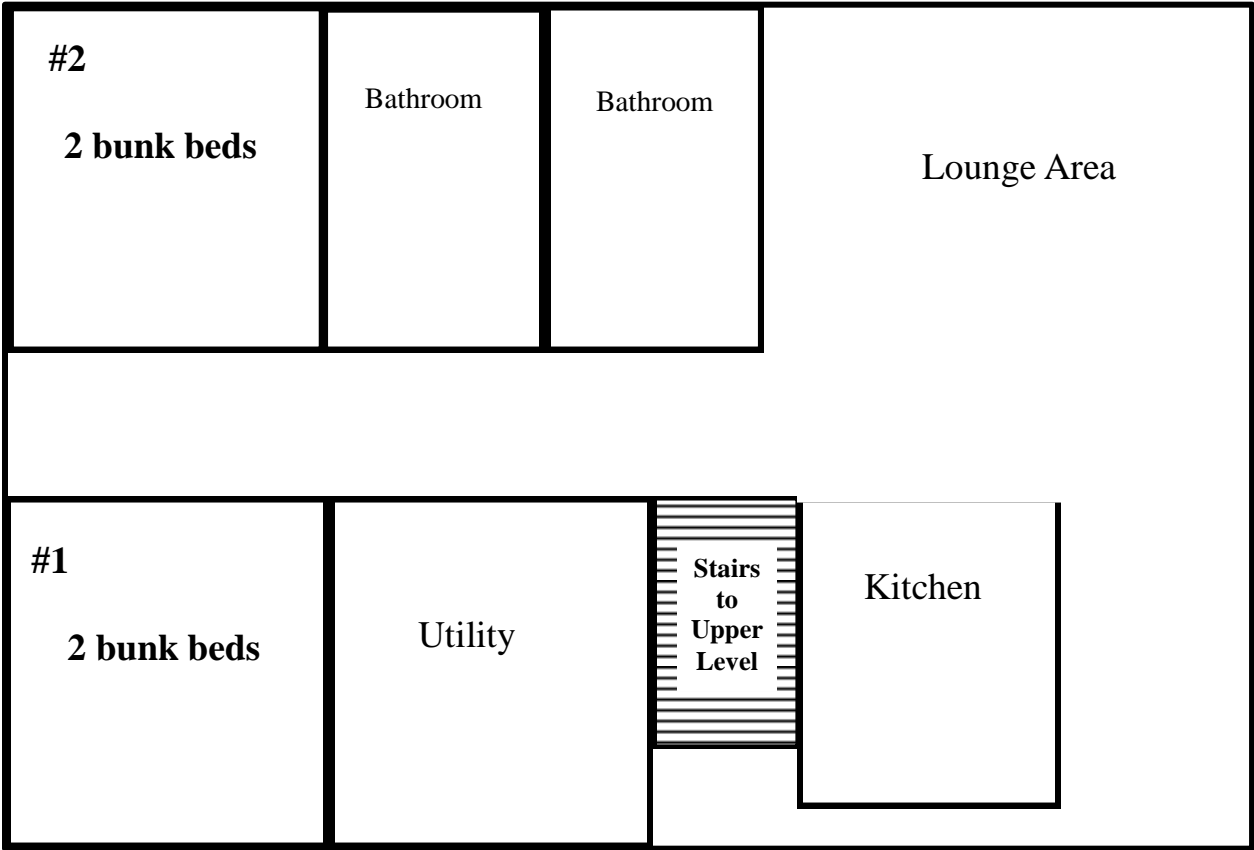 #2
2 bunk beds
Bathroom
Bathroom
Lounge Area
#1
2 bunk beds
Utility
Stairs
to
Upper
Level
Kitchen